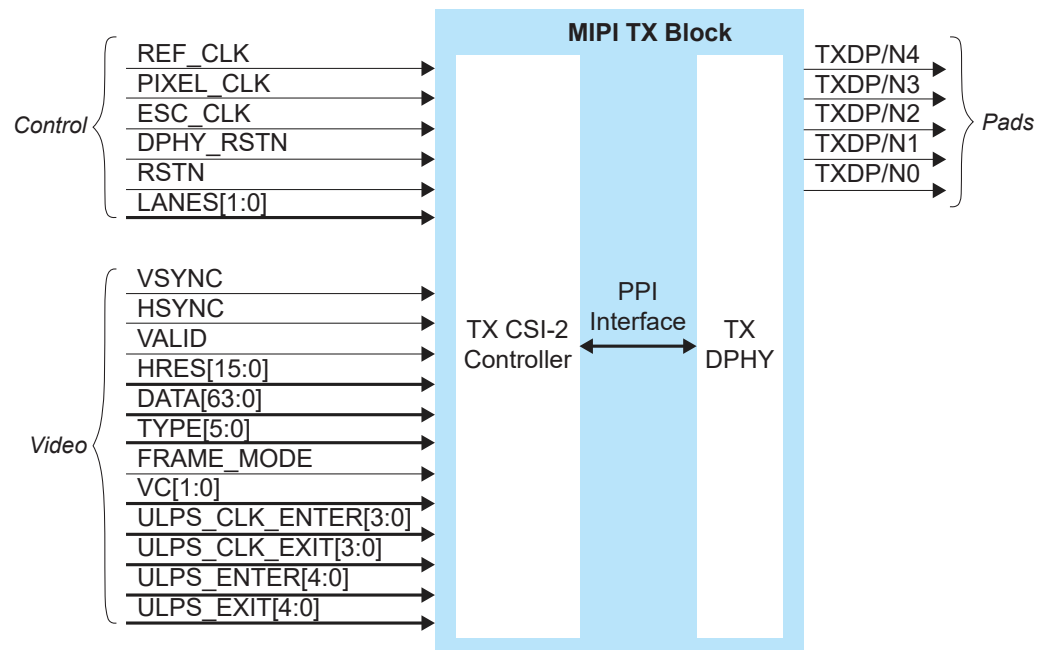 MIPI TX Block
Control
REF_CLK
PIXEL_CLK
ESC_CLK
DPHY_RSTN
RSTN
LANES[1:0]
Video
VSYNC
HSYNC
VALID
HRES[15:0]
DATA[63:0]
TYPE[5:0]
FRAME_MODE
VC[1:0]
ULPS_CLK_ENTER[3:0]
ULPS_CLK_EXIT[3:0]
ULPS_ENTER[4:0]
ULPS_EXIT[4:0]
TX CSI-2
Controller
PPI
Interface
TX
DPHY
TXDP/N4
TXDP/N3
TXDP/N2
TXDP/N1
TXDP/N0
Pads